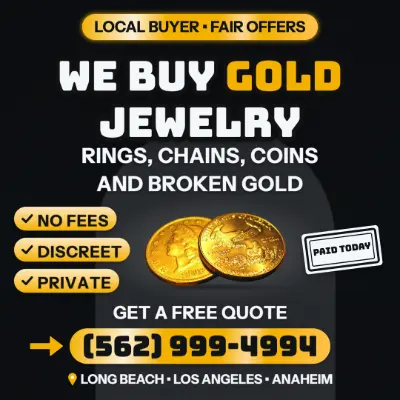 LOCAL BUYER • FAIR OFFERS
WE BUY GOLD
JEWELRY
RINGS, CHAINS, COINS
AND BROKEN GOLD
NO FEES
DISCREET
PRIVATE
PAID TODAY
GET A FREE QUOTE
(562) 999-4994
LONG BEACH • LOS ANGELES • ANAHEIM